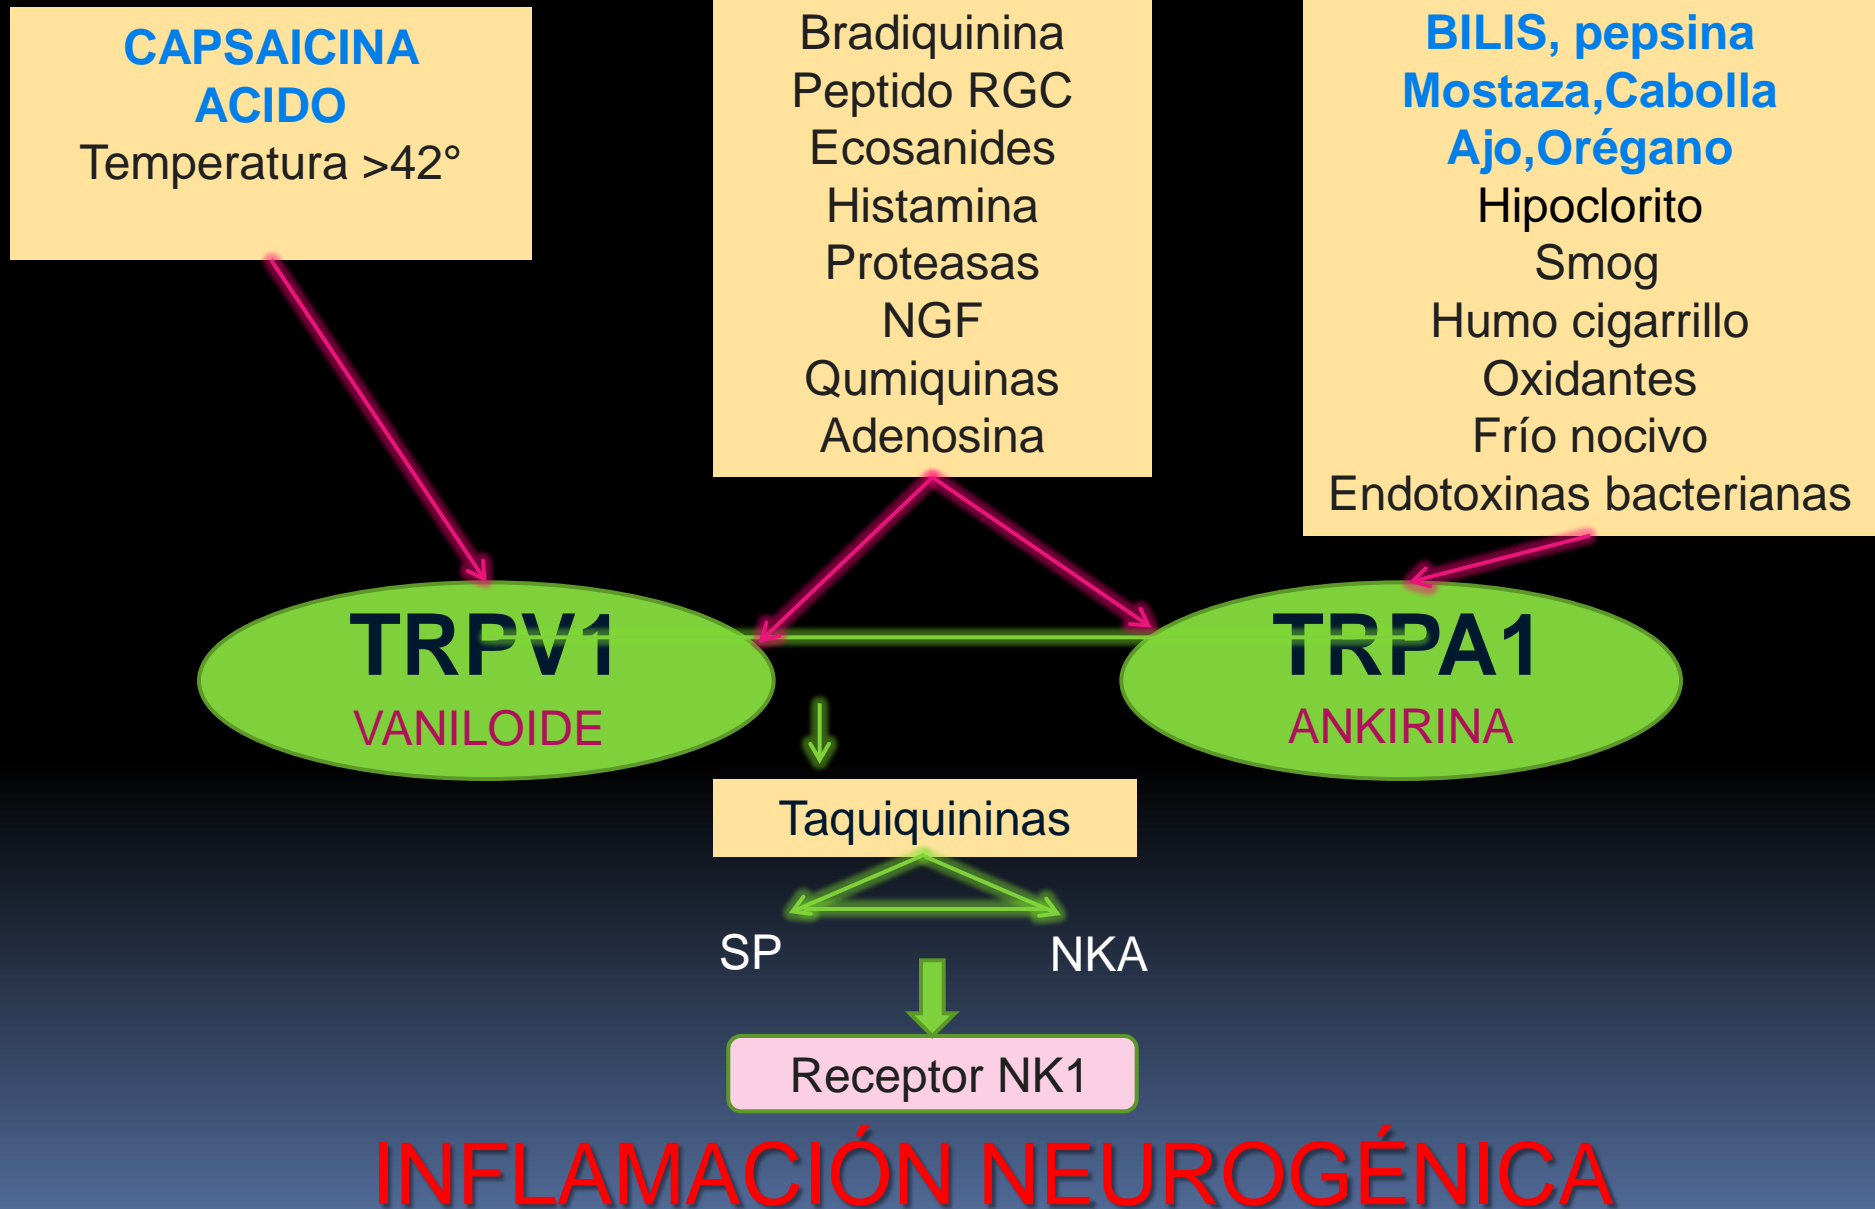 CAPSAICINA
ACIDO
Temperatura >42°
Bradiquinina
Peptido RGC
Ecosanides
Histamina
Proteasas
NGF
Qumiquinas
Adenosina
BILIS, pepsina
Mostaza,Cabolla
Ajo,Orégano
Hipoclorito
Smog
Humo cigarrillo
Oxidantes
Frío nocivo
Endotoxinas bacterianas
TRPV1
VANILOIDE
TRPA1
ANKIRINA
Taquiquininas
SP
NKA
Receptor NK1
INFLAMACIÓN NEUROGÉNICA